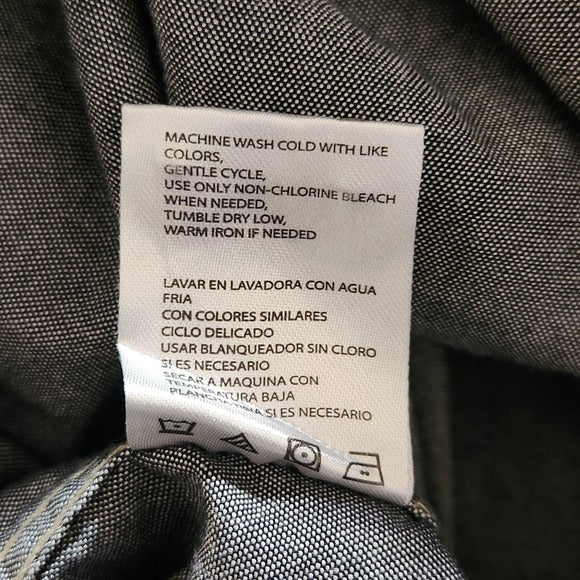 MACHINE WASH COLD WITH LIKE
COLORS,
GENTLE CYCLE,
USE ONLY NON-CHLORINE BLEACH
WHEN NEEDED,
TUMBLE DRY LOW,
WARM IRON IF NEEDED
LAVAR EN LAVADORA CON AGUA
FRIA
CON COLORES SIMILARES
CICLO DELICADO
USAR BLANQUEADOR SIN CLORO
SI ES NECESARIO
SECAR A MAQUINA CON
TEMPERATURA BAJA
PLANCHA TIBIA SI ES NECESARIO